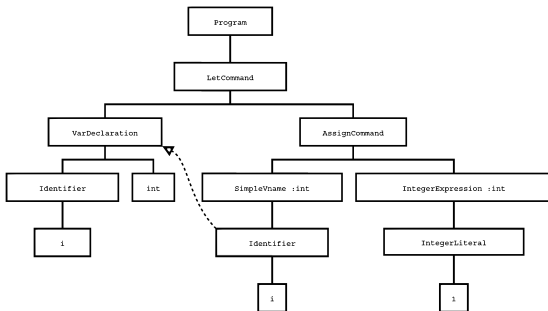 Program
LetCommand
VarDeclaration
AssignCommand
Identifier
int
SimpleVname :int
IntegerExpression :int
i
Identifier
IntegerLiteral
i
1